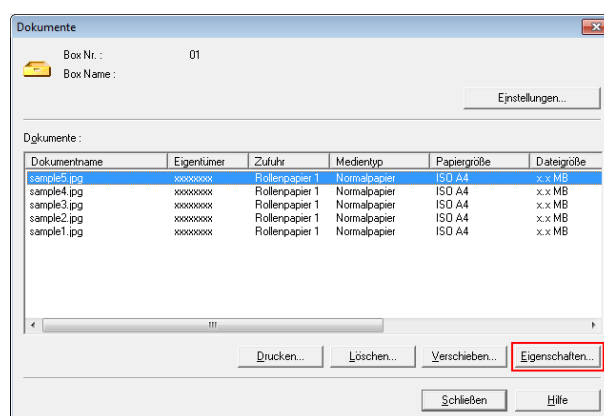 Dokumente
Box Nr. : 01
Box Name :
Einstellungen...
Dokumente :
Dokumentname Eigentümer Zufuhr Medientyp Papiergröße Dateigröße
sample5.jpg xxxxxxxx Rollenpapier 1 Normalpapier ISO A4 x.x MB
sample4.jpg xxxxxxxx Rollenpapier 1 Normalpapier ISO A4 x.x MB
sample3.jpg xxxxxxxx Rollenpapier 1 Normalpapier ISO A4 x.x MB
sample2.jpg xxxxxxxx Rollenpapier 1 Normalpapier ISO A4 x.x MB
sample1.jpg xxxxxxxx Rollenpapier 1 Normalpapier ISO A4 x.x MB
Drucken... Löschen... Verschieben... Eigenschaften...
Schließen Hilfe